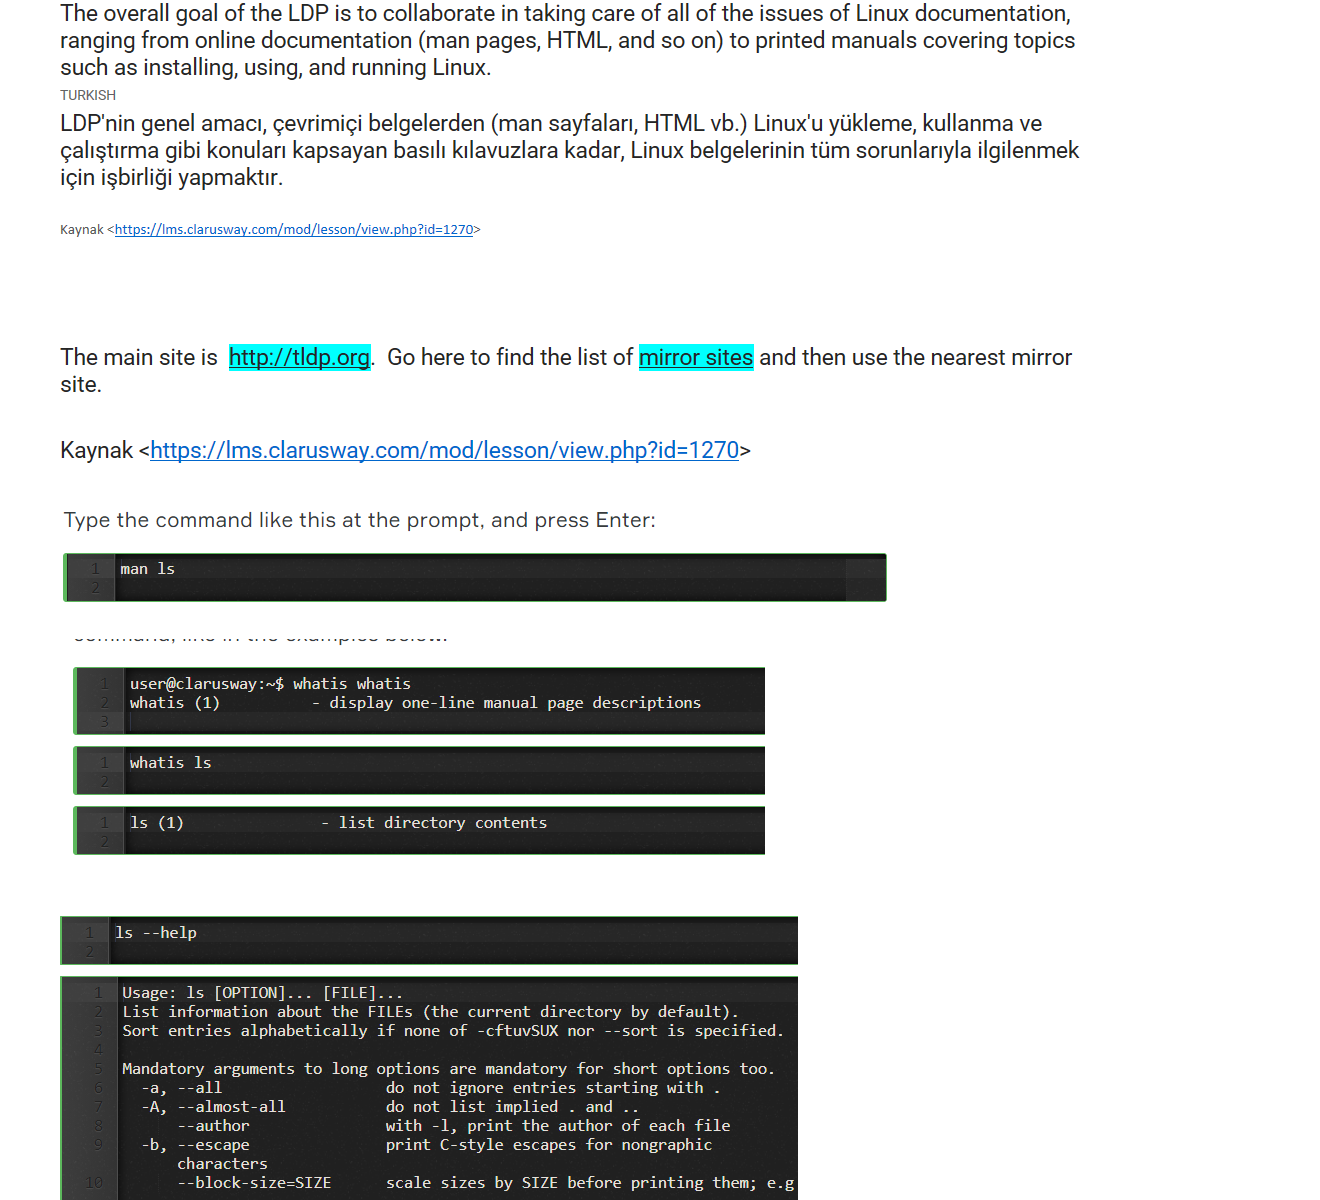 The overall goal of the LDP is to collaborate in taking care of all of the issues of Linux documentation,
ranging from online documentation (man pages, HTML, and so on) to printed manuals covering topics
such as installing, using, and running Linux.
TURKISH
LDP'nin genel amacı, çevrimiçi belgelerden (man sayfaları, HTML vb.) Linux'u yükleme, kullanma ve
çalıştırma gibi konuları kapsayan basılı kılavuzlara kadar, Linux belgelerinin tüm sorunlarıyla ilgilenmek
için işbirliği yapmaktır.
Kaynak <https://lms.clarusway.com/mod/lesson/view.php?id=1270>
The main site is http://tldp.org. Go here to find the list of mirror sites and then use the nearest mirror
site.
Kaynak <https://lms.clarusway.com/mod/lesson/view.php?id=1270>
Type the command like this at the prompt, and press Enter:
1 man ls
2
command, like in the examples below.
1 user@clarusway:~$ whatis whatis
2 whatis (1) - display one-line manual page descriptions
3
1 whatis ls
2
1 ls (1) - list directory contents
2
1 ls --help
2
1 Usage: ls [OPTION]... [FILE]...
2 List information about the FILEs (the current directory by default).
3 Sort entries alphabetically if none of -cftuvSUX nor --sort is specified.
4
5 Mandatory arguments to long options are mandatory for short options too.
6 -a, --all do not ignore entries starting with .
7 -A, --almost-all do not list implied . and ..
8 --author with -l, print the author of each file
9 -b, --escape print C-style escapes for nongraphic
characters
10 --block-size=SIZE scale sizes by SIZE before printing them; e.g